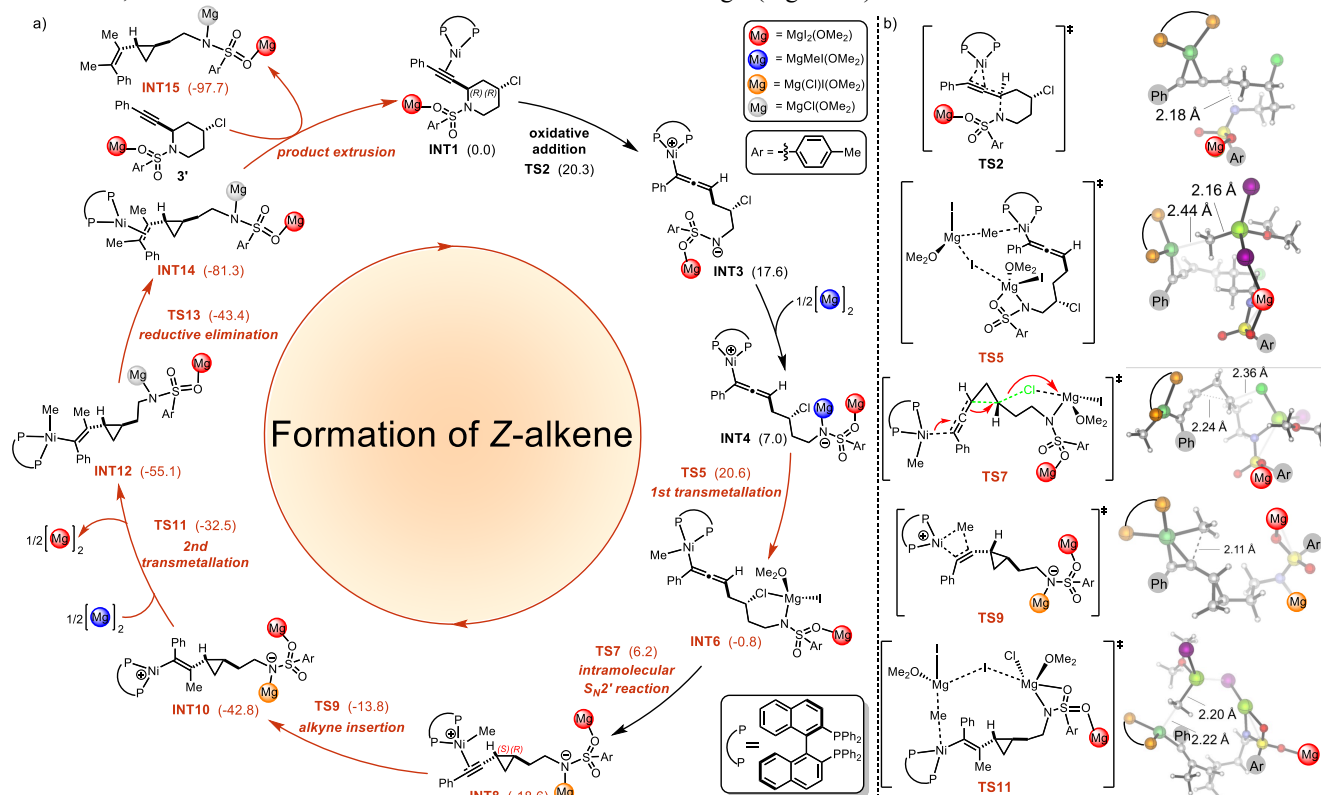 a)
INT15 (-97.7)
3'
product extrusion
INT1 (0.0)
oxidative
addition
TS2 (20.3)
Mg = MgI2(OMe2)
Mg = MgMeI(OMe2)
Mg = Mg(Cl)I(OMe2)
Mg = MgCl(OMe2)
Ar = Me
INT3 (17.6)
1/2[Mg]2
INT4 (7.0)
TS5 (20.6)
1st transmetallation
INT6 (-0.8)
TS7 (6.2)
intramolecular
SN2' reaction
INT8 (-18.6)
TS9 (-13.8)
alkyne insertion
INT10 (-42.8)
1/2[Mg]2
TS11 (-32.5)
2nd
transmetallation
1/2[Mg]2
INT12 (-55.1)
TS13 (-43.4)
reductive elimination
INT14 (-81.3)
Formation of Z-alkene
P P = PPh2
PPh2
b)
TS2
2.18 Å
TS5
2.16 Å
2.44 Å
TS7
2.36 Å
2.24 Å
TS9
2.11 Å
TS11
2.20 Å
2.22 Å